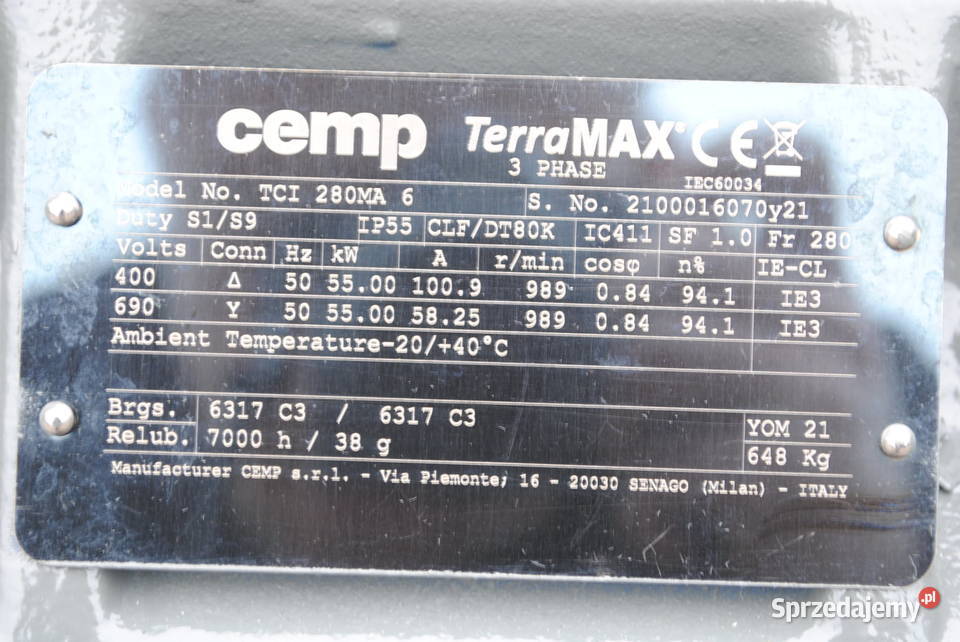 cemp TerraMAX® CE
3 PHASE
IEC60034
Model No. TCI 280MA 6 S. No. 2100016070y21
Duty S1/S9 IP55 CLF/DT80K IC411 SF 1.0 Fr 280
Volts Conn Hz kW A r/min cosφ n% IE-CL
400 Δ 50 55.00 100.9 989 0.84 94.1 IE3
690 Y 50 55.00 58.25 989 0.84 94.1 IE3
Ambient Temperature-20/+40°C
Brgs. 6317 C3 / 6317 C3 YOM 21
Relub. 7000 h / 38 g 648 Kg
Manufacturer CEMP s.r.l. - Via Piemonte, 16 - 20030 SENAGO (Milan) - ITALY
Sprzedajemy.pl